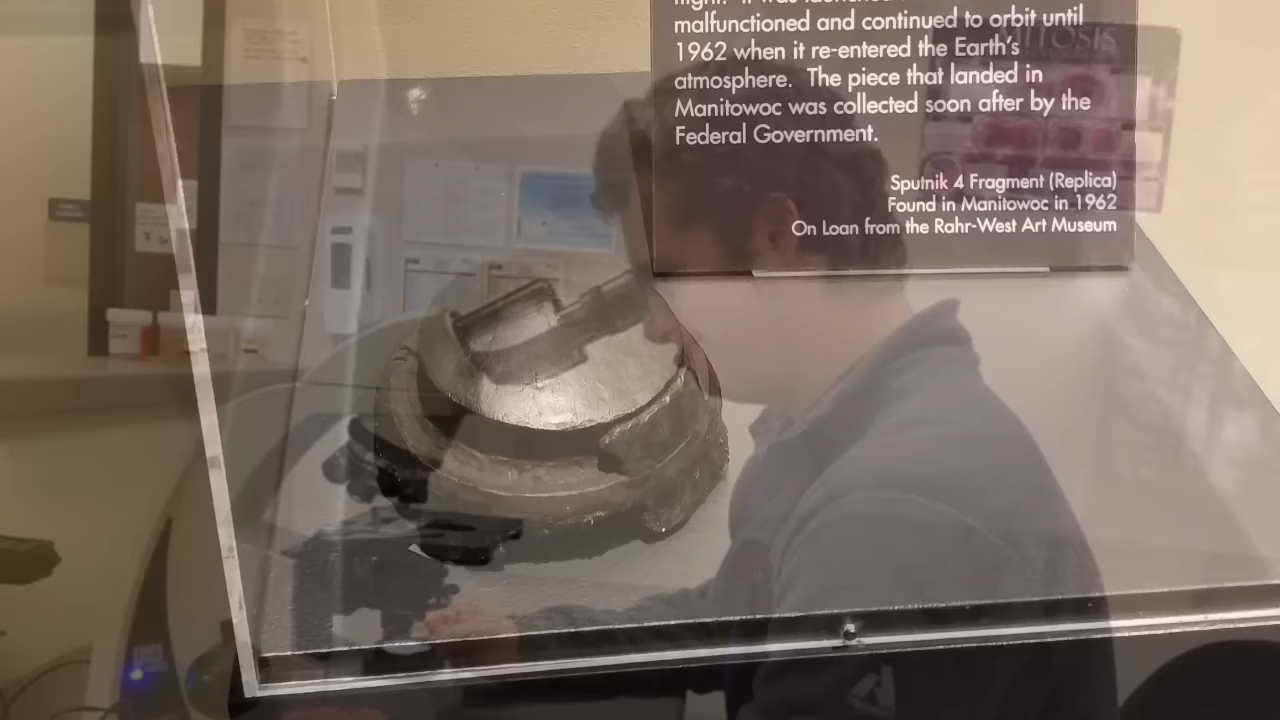 malfunctioned and continued to orbit until
1962 when it re-entered the Earth's
atmosphere. The piece that landed in
Manitowoc was collected soon after by the
Federal Government.
Sputnik 4 Fragment (Replica)
Found in Manitowoc in 1962
On Loan from the Rahr-West Art Museum
MITOSIS